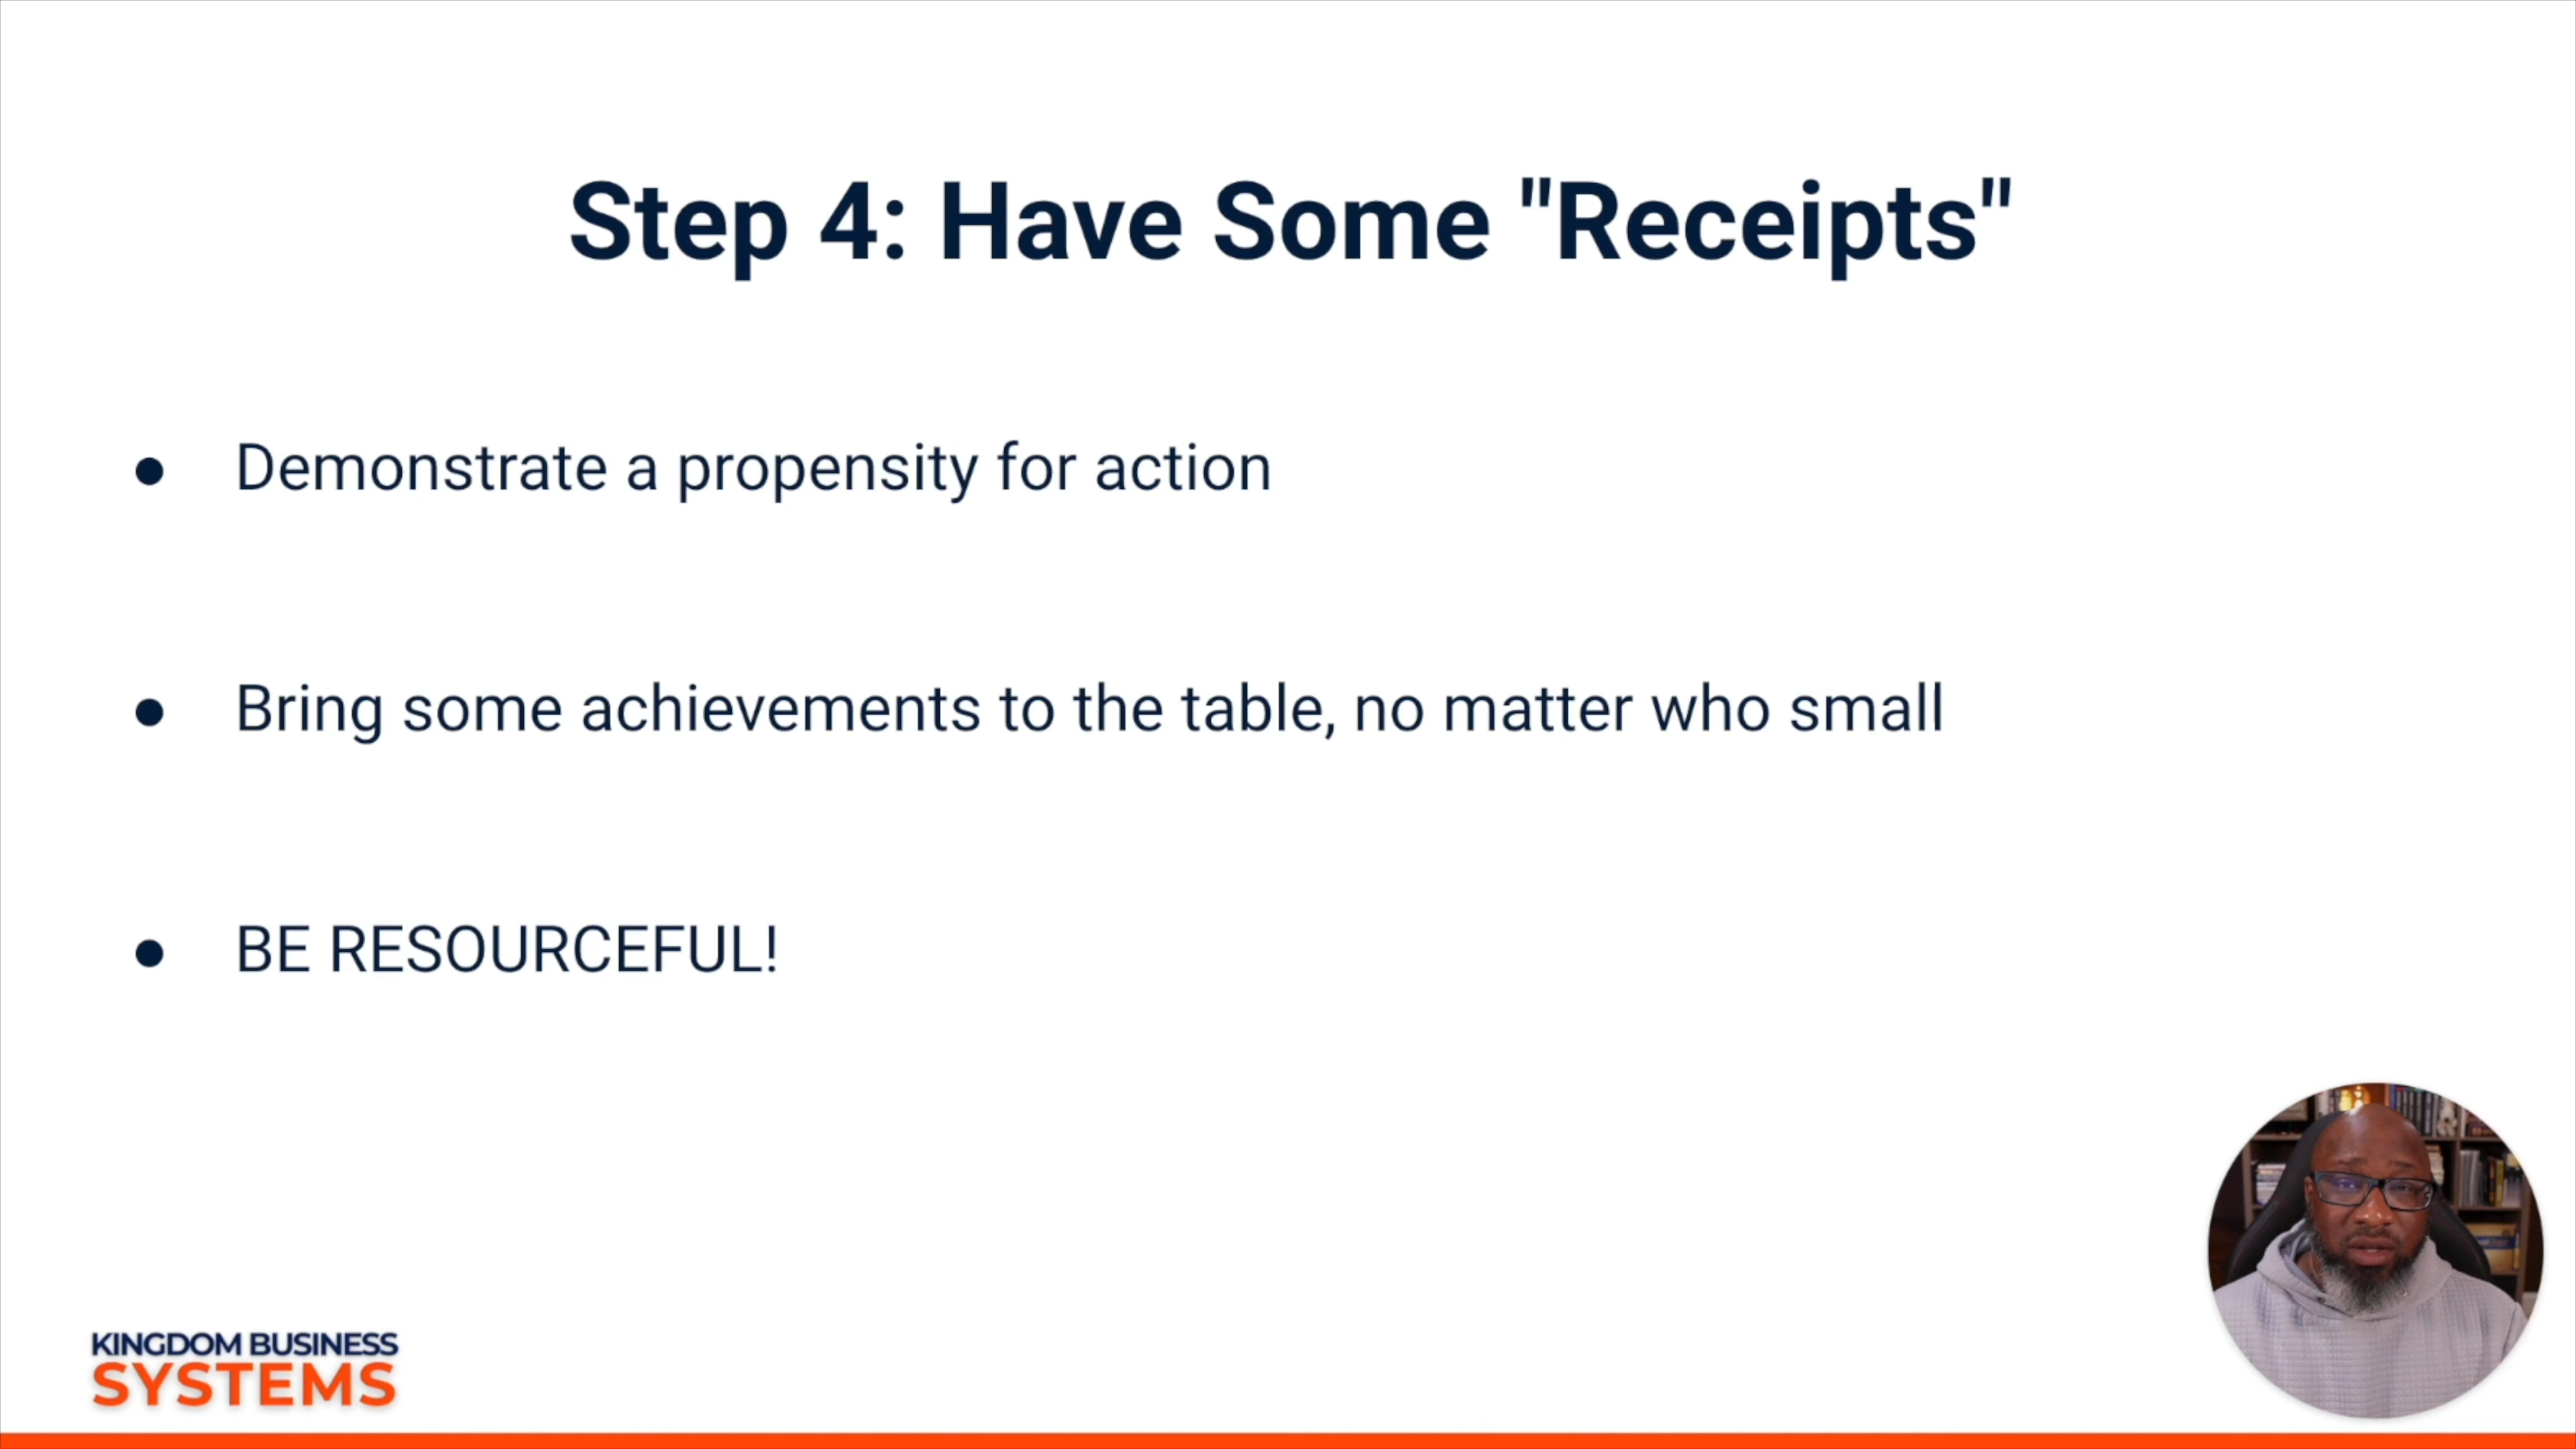 Step 4: Have Some "Receipts"
● Demonstrate a propensity for action
● Bring some achievements to the table, no matter who small
● BE RESOURCEFUL!
KINGDOM BUSINESS
SYSTEMS